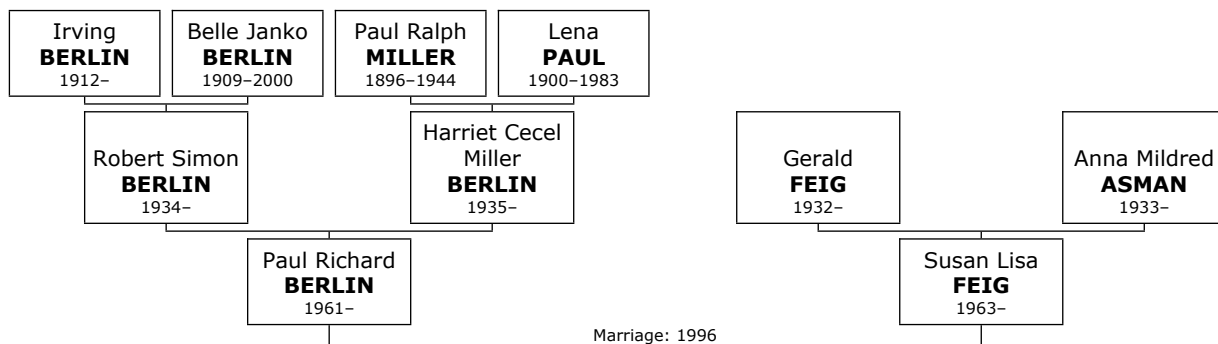 Irving
BERLIN
1912–
Belle Janko
BERLIN
1909–2000
Paul Ralph
MILLER
1896–1944
Lena
PAUL
1900–1983
Robert Simon
BERLIN
1934–
Harriet Cecel
Miller
BERLIN
1935–
Gerald
FEIG
1932–
Anna Mildred
ASMAN
1933–
Paul Richard
BERLIN
1961–
Susan Lisa
FEIG
1963–
Marriage: 1996